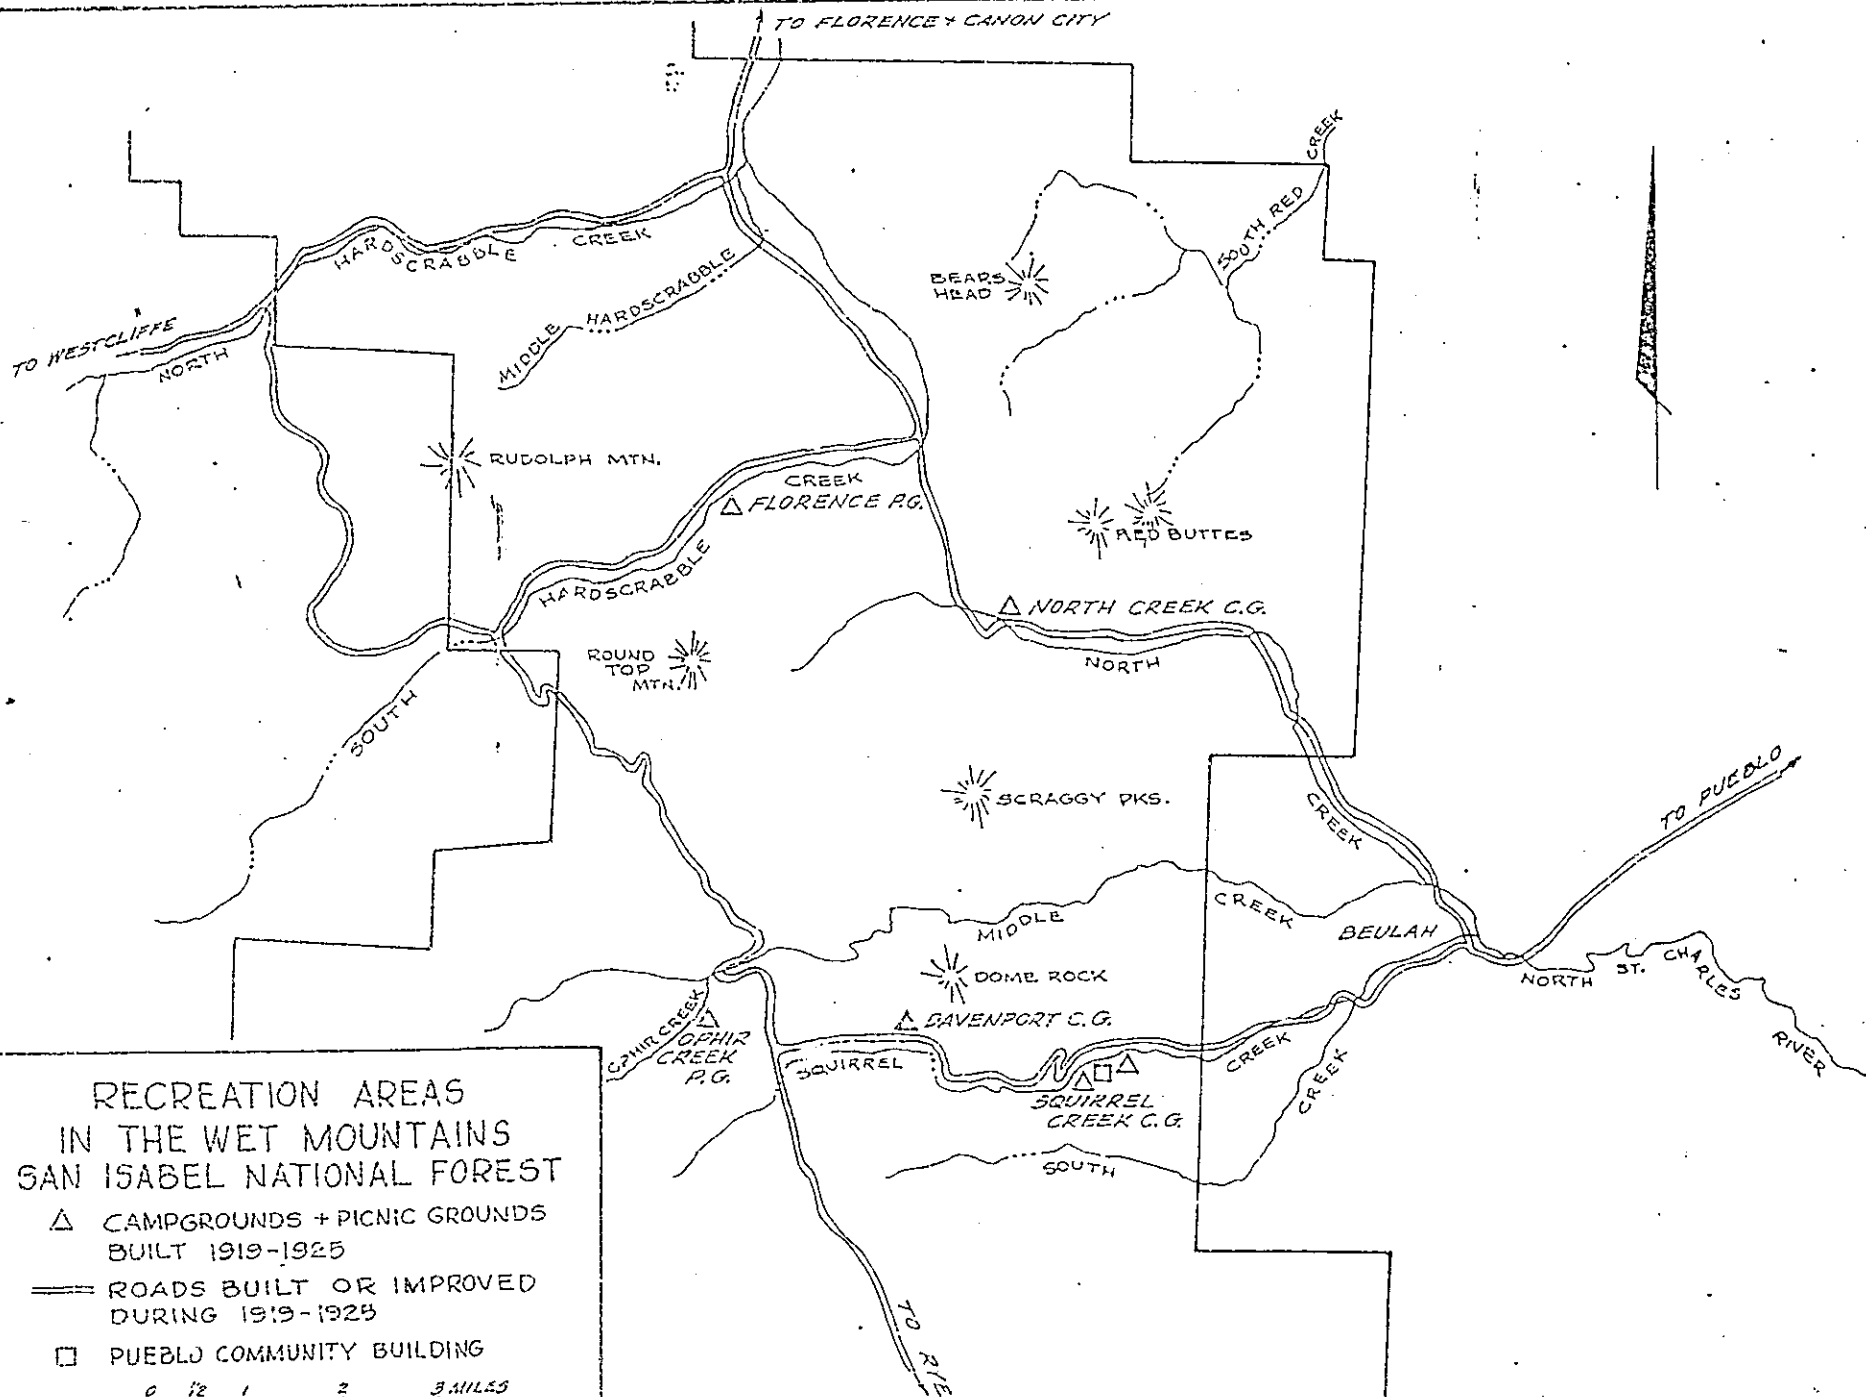 TO FLORENCE + CANON CITY
CREEK
SOUTH RED
HARDSCRABBLE
CREEK
MIDDLE HARDSCRABBLE
BEARS
HEAD
TO WESTCLIFFE
NORTH
RUDOLPH MTN.
CREEK
FLORENCE P.G.
RED BUTTES
HARDSCRABBLE
NORTH CREEK C.G.
NORTH
ROUND
TOP
MTN.
SOUTH
SCRAGGY PKS.
CREEK
TO PUEBLO
MIDDLE
CREEK
BEULAH
DOME ROCK
NORTH ST. CHARLES
RIVER
OPHIR CREEK
OPHIR
CREEK
P.G.
DAVENPORT C.G.
SQUIRREL
CREEK
SQUIRREL
CREEK C.G.
CREEK
SOUTH
RECREATION AREAS
IN THE WET MOUNTAINS
SAN ISABEL NATIONAL FOREST
CAMPGROUNDS + PICNIC GROUNDS
BUILT 1919-1925
ROADS BUILT OR IMPROVED
DURING 1919-1925
PUEBLO COMMUNITY BUILDING
0 1/2 1 2 3 MILES
TO RYE